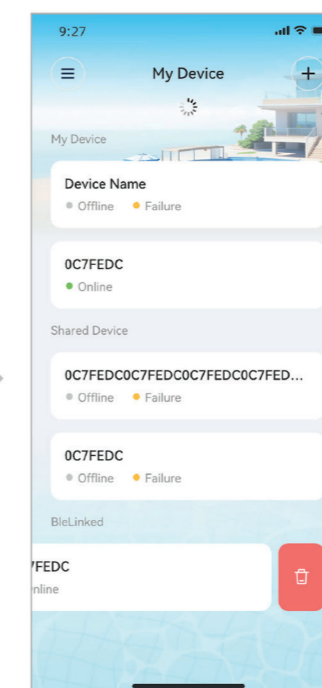 9:27
My Device
My Device
Device Name
Offline Failure
0C7FEDC
Online
Shared Device
0C7FEDC0C7FEDC0C7FEDC0C7FED...
Offline Failure
0C7FEDC
Offline Failure
BleLinked
7FEDC
nline